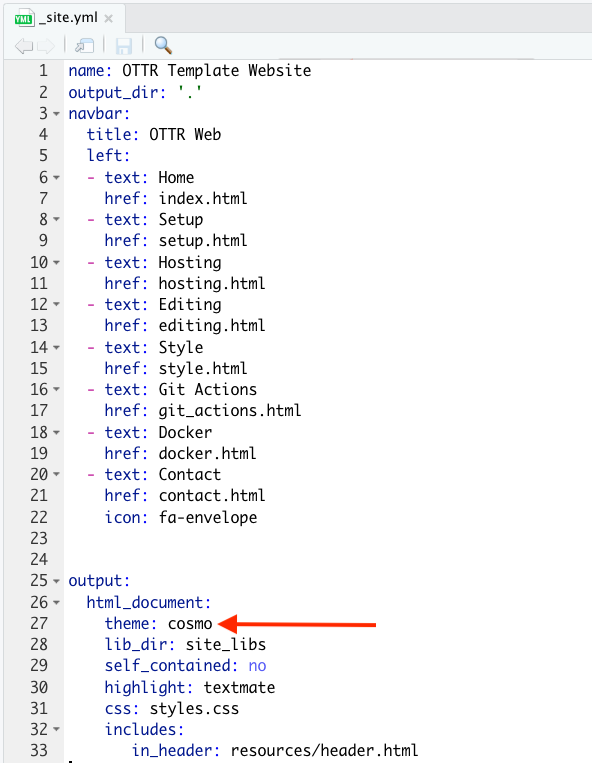 YML _site.yml
1 name: OTTR Template Website
2 output_dir: '.'
3 navbar:
4   title: OTTR Web
5   left:
6   - text: Home
7     href: index.html
8   - text: Setup
9     href: setup.html
10   - text: Hosting
11     href: hosting.html
12   - text: Editing
13     href: editing.html
14   - text: Style
15     href: style.html
16   - text: Git Actions
17     href: git_actions.html
18   - text: Docker
19     href: docker.html
20   - text: Contact
21     href: contact.html
22     icon: fa-envelope
23
24
25 output:
26   html_document:
27     theme: cosmo
28     lib_dir: site_libs
29     self_contained: no
30     highlight: textmate
31     css: styles.css
32     includes:
33        in_header: resources/header.html